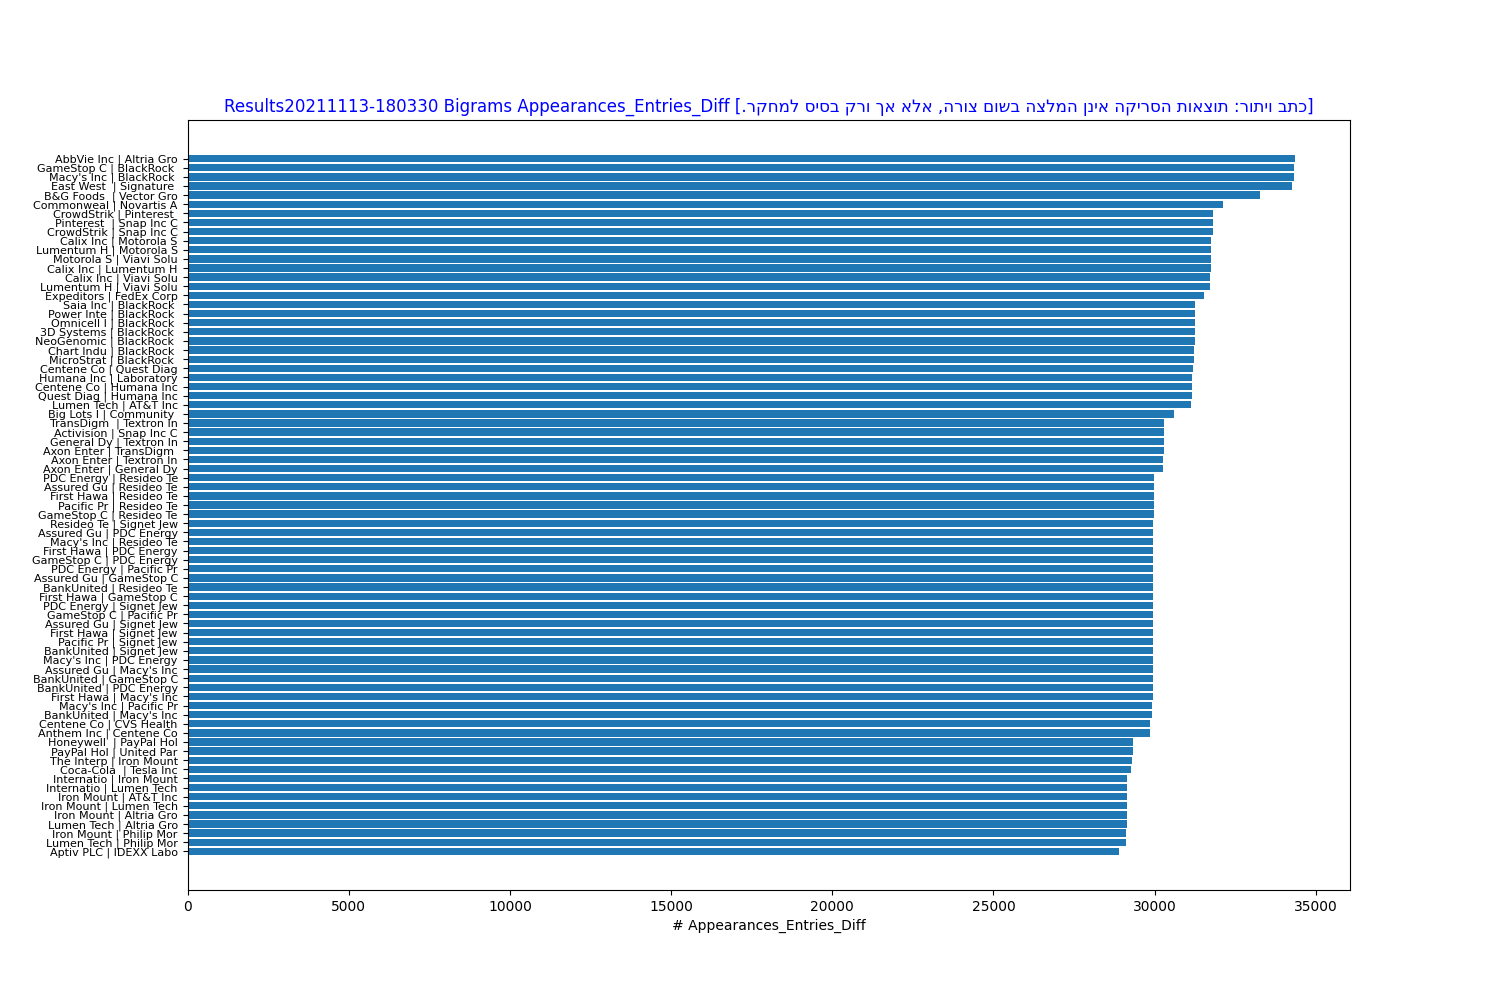 Results20211113-180330 Bigrams Appearances_Entries_Diff [כתב ויתור: תוצאות הסריקה אינן המלצה בשום צורה, אלא אך ורק בסיס למחקר.]
AbbVie Inc | Altria Gro
GameStop C | BlackRock
Macy's Inc | BlackRock
East West | Signature
B&G Foods | Vector Gro
Commonweal | Novartis A
CrowdStrik | Pinterest
Pinterest | Snap Inc C
CrowdStrik | Snap Inc C
Calix Inc | Motorola S
Lumentum H | Motorola S
Motorola S | Viavi Solu
Calix Inc | Lumentum H
Calix Inc | Viavi Solu
Lumentum H | Viavi Solu
Expeditors | FedEx Corp
Saia Inc | BlackRock
Power Inte | BlackRock
Omnicell I | BlackRock
3D Systems | BlackRock
NeoGenomic | BlackRock
Chart Indu | BlackRock
MicroStrat | BlackRock
Centene Co | Quest Diag
Humana Inc | Laboratory
Centene Co | Humana Inc
Quest Diag | Humana Inc
Lumen Tech | AT&T Inc
Big Lots I | Community
TransDigm | Textron In
Activision | Snap Inc C
General Dy | Textron In
Axon Enter | TransDigm
Axon Enter | Textron In
Axon Enter | General Dy
PDC Energy | Resideo Te
Assured Gu | Resideo Te
First Hawa | Resideo Te
Pacific Pr | Resideo Te
GameStop C | Resideo Te
Resideo Te | Signet Jew
Assured Gu | PDC Energy
Macy's Inc | Resideo Te
First Hawa | PDC Energy
GameStop C | PDC Energy
PDC Energy | Pacific Pr
Assured Gu | GameStop C
BankUnited | Resideo Te
First Hawa | GameStop C
PDC Energy | Signet Jew
GameStop C | Pacific Pr
Assured Gu | Signet Jew
First Hawa | Signet Jew
Pacific Pr | Signet Jew
BankUnited | Signet Jew
Macy's Inc | PDC Energy
Assured Gu | Macy's Inc
BankUnited | GameStop C
BankUnited | PDC Energy
First Hawa | Macy's Inc
Macy's Inc | Pacific Pr
BankUnited | Macy's Inc
Centene Co | CVS Health
Anthem Inc | Centene Co
Honeywell | PayPal Hol
PayPal Hol | United Par
The Interp | Iron Mount
Coca-Cola | Tesla Inc
Internatio | Iron Mount
Internatio | Lumen Tech
Iron Mount | AT&T Inc
Iron Mount | Lumen Tech
Iron Mount | Altria Gro
Lumen Tech | Altria Gro
Iron Mount | Philip Mor
Lumen Tech | Philip Mor
Aptiv PLC | IDEXX Labo
0 5000 10000 15000 20000 25000 30000 35000
# Appearances_Entries_Diff